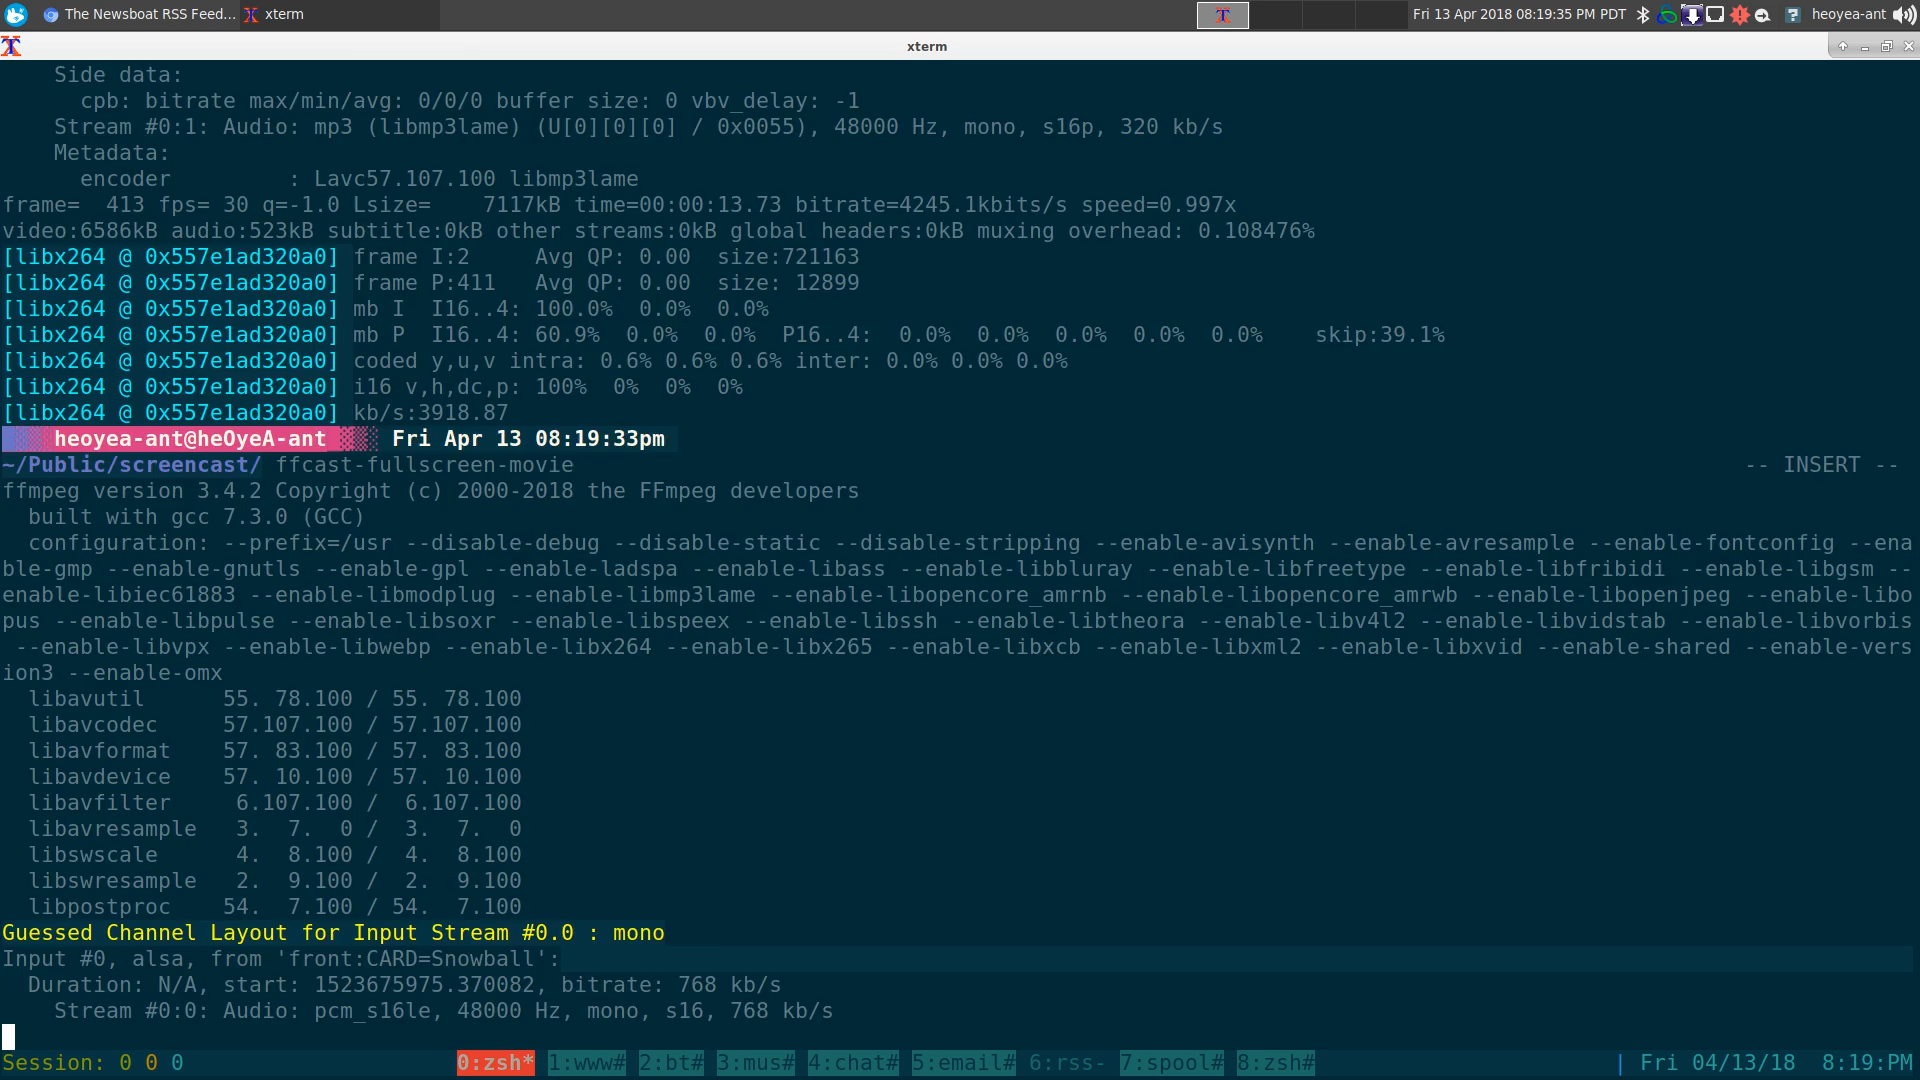 The Newsboat RSS Feed... xterm Fri 13 Apr 2018 08:19:35 PM PDT heoyea-ant
xterm
Side data:
cpb: bitrate max/min/avg: 0/0/0 buffer size: 0 vbv_delay: -1
Stream #0:1: Audio: mp3 (libmp3lame) (U[0][0][0] / 0x0055), 48000 Hz, mono, s16p, 320 kb/s
Metadata:
encoder         : Lavc57.107.100 libmp3lame
frame=  413 fps= 30 q=-1.0 Lsize=    7117kB time=00:00:13.73 bitrate=4245.1kbits/s speed=0.997x
video:6586kB audio:523kB subtitle:0kB other streams:0kB global headers:0kB muxing overhead: 0.108476%
[libx264 @ 0x557e1ad320a0] frame I:2     Avg QP: 0.00  size:721163
[libx264 @ 0x557e1ad320a0] frame P:411   Avg QP: 0.00  size: 12899
[libx264 @ 0x557e1ad320a0] mb I  I16..4: 100.0%  0.0%  0.0%
[libx264 @ 0x557e1ad320a0] mb P  I16..4: 60.9%  0.0%  0.0%  P16..4:  0.0%  0.0%  0.0%  0.0%  0.0%    skip:39.1%
[libx264 @ 0x557e1ad320a0] coded y,u,v intra: 0.6% 0.6% 0.6% inter: 0.0% 0.0% 0.0%
[libx264 @ 0x557e1ad320a0] i16 v,h,dc,p: 100%  0%  0%  0%
[libx264 @ 0x557e1ad320a0] kb/s:3918.87
heoyea-ant@heOyeA-ant Fri Apr 13 08:19:33pm
~/Public/screencast/ ffcast-fullscreen-movie -- INSERT --
ffmpeg version 3.4.2 Copyright (c) 2000-2018 the FFmpeg developers
built with gcc 7.3.0 (GCC)
configuration: --prefix=/usr --disable-debug --disable-static --disable-stripping --enable-avisynth --enable-avresample --enable-fontconfig --ena
ble-gmp --enable-gnutls --enable-gpl --enable-ladspa --enable-libass --enable-libbluray --enable-libfreetype --enable-libfribidi --enable-libgsm --
enable-libiec61883 --enable-libmodplug --enable-libmp3lame --enable-libopencore_amrnb --enable-libopencore_amrwb --enable-libopenjpeg --enable-libo
pus --enable-libpulse --enable-libsoxr --enable-libspeex --enable-libssh --enable-libtheora --enable-libv4l2 --enable-libvidstab --enable-libvorbis
--enable-libvpx --enable-libwebp --enable-libx264 --enable-libx265 --enable-libxcb --enable-libxml2 --enable-libxvid --enable-shared --enable-vers
ion3 --enable-omx
libavutil      55. 78.100 / 55. 78.100
libavcodec     57.107.100 / 57.107.100
libavformat    57. 83.100 / 57. 83.100
libavdevice    57. 10.100 / 57. 10.100
libavfilter     6.107.100 /  6.107.100
libavresample   3.  7.  0 /  3.  7.  0
libswscale      4.  8.100 /  4.  8.100
libswresample   2.  9.100 /  2.  9.100
libpostproc    54.  7.100 / 54.  7.100
Guessed Channel Layout for Input Stream #0.0 : mono
Input #0, alsa, from 'front:CARD=Snowball':
Duration: N/A, start: 1523675975.370082, bitrate: 768 kb/s
Stream #0:0: Audio: pcm_s16le, 48000 Hz, mono, s16, 768 kb/s
Session: 0 0 0 0:zsh* 1:www# 2:bt# 3:mus# 4:chat# 5:email# 6:rss- 7:spool# 8:zsh# | Fri 04/13/18  8:19:PM